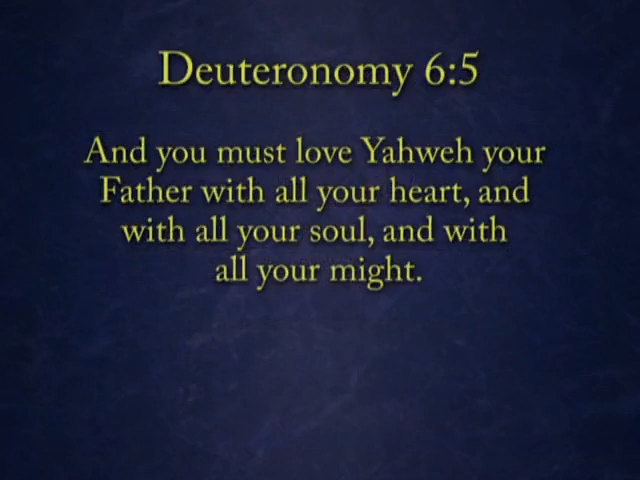 Deuteronomy 6:5
And you must love Yahweh your
Father with all your heart, and
with all your soul, and with
all your might.